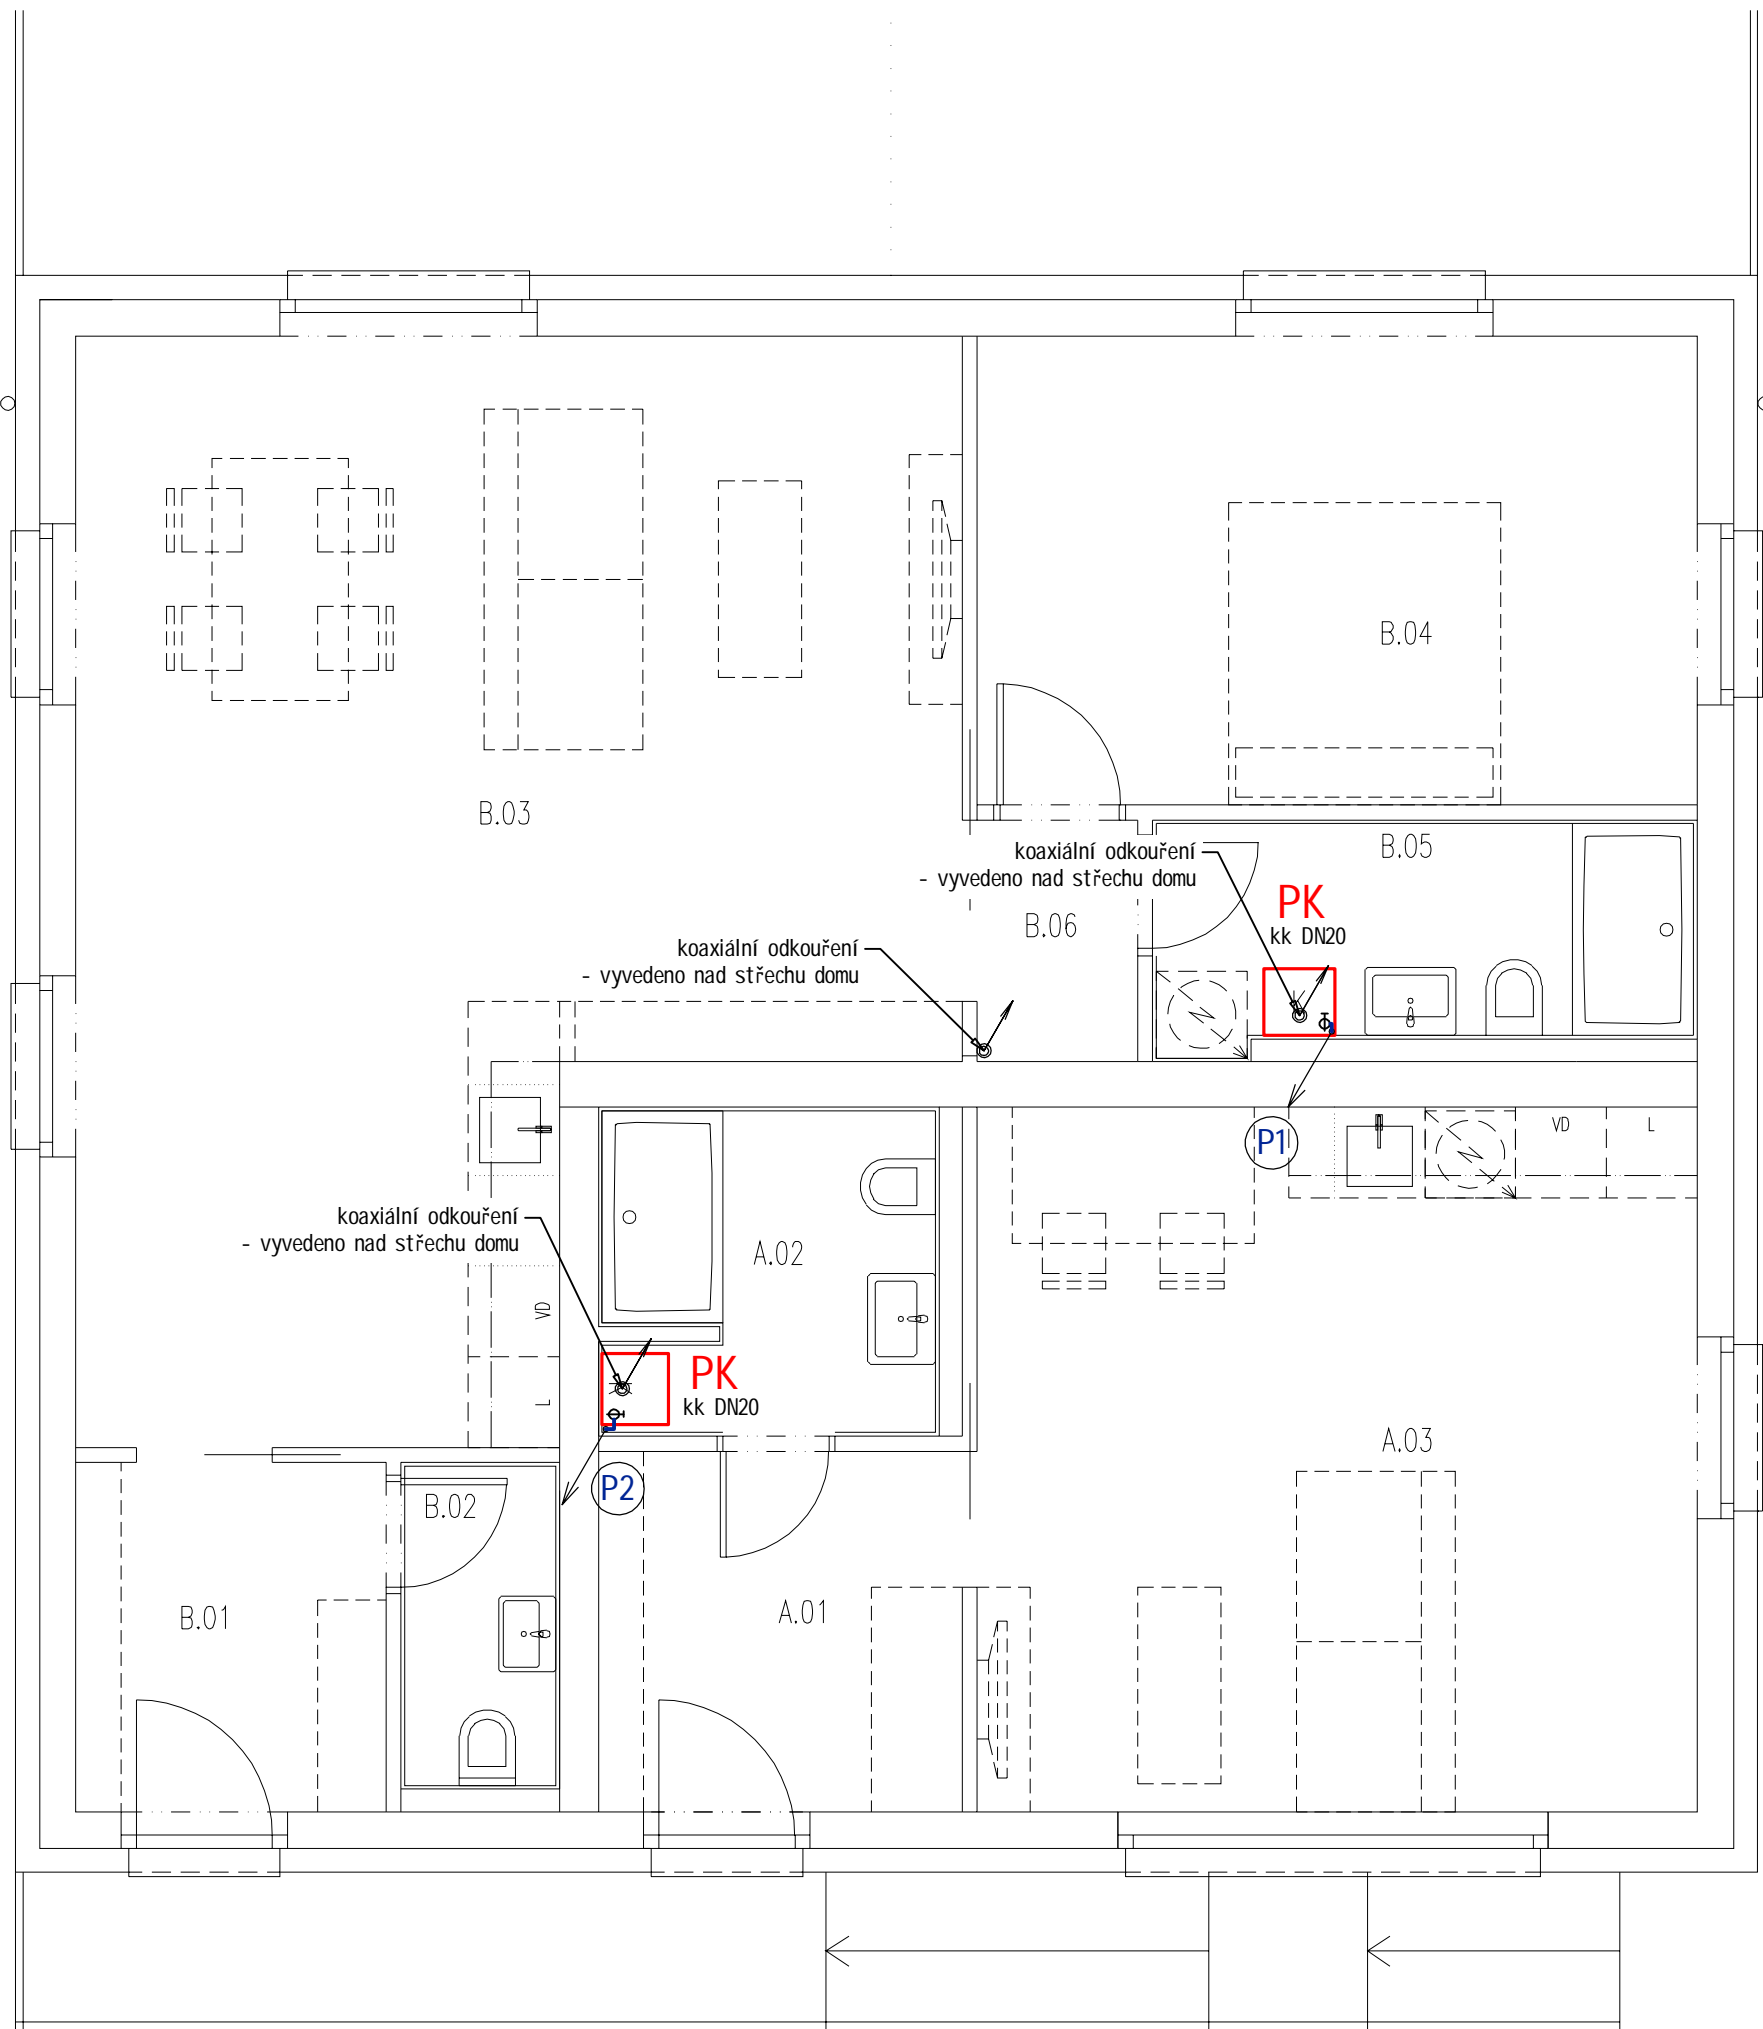 B.04
B.03
koaxiální odkouření
- vyvedeno nad střechu domu
B.05
PK
kk DN20
B.06
koaxiální odkouření
- vyvedeno nad střechu domu
P1
VD
L
koaxiální odkouření
- vyvedeno nad střechu domu
A.02
VD
L
PK
kk DN20
A.03
P2
B.02
B.01
A.01